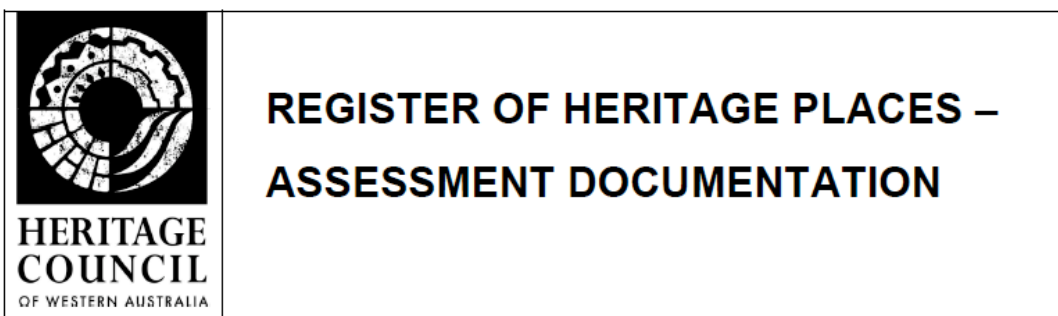 HERITAGE
COUNCIL
OF WESTERN AUSTRALIA
REGISTER OF HERITAGE PLACES –
ASSESSMENT DOCUMENTATION